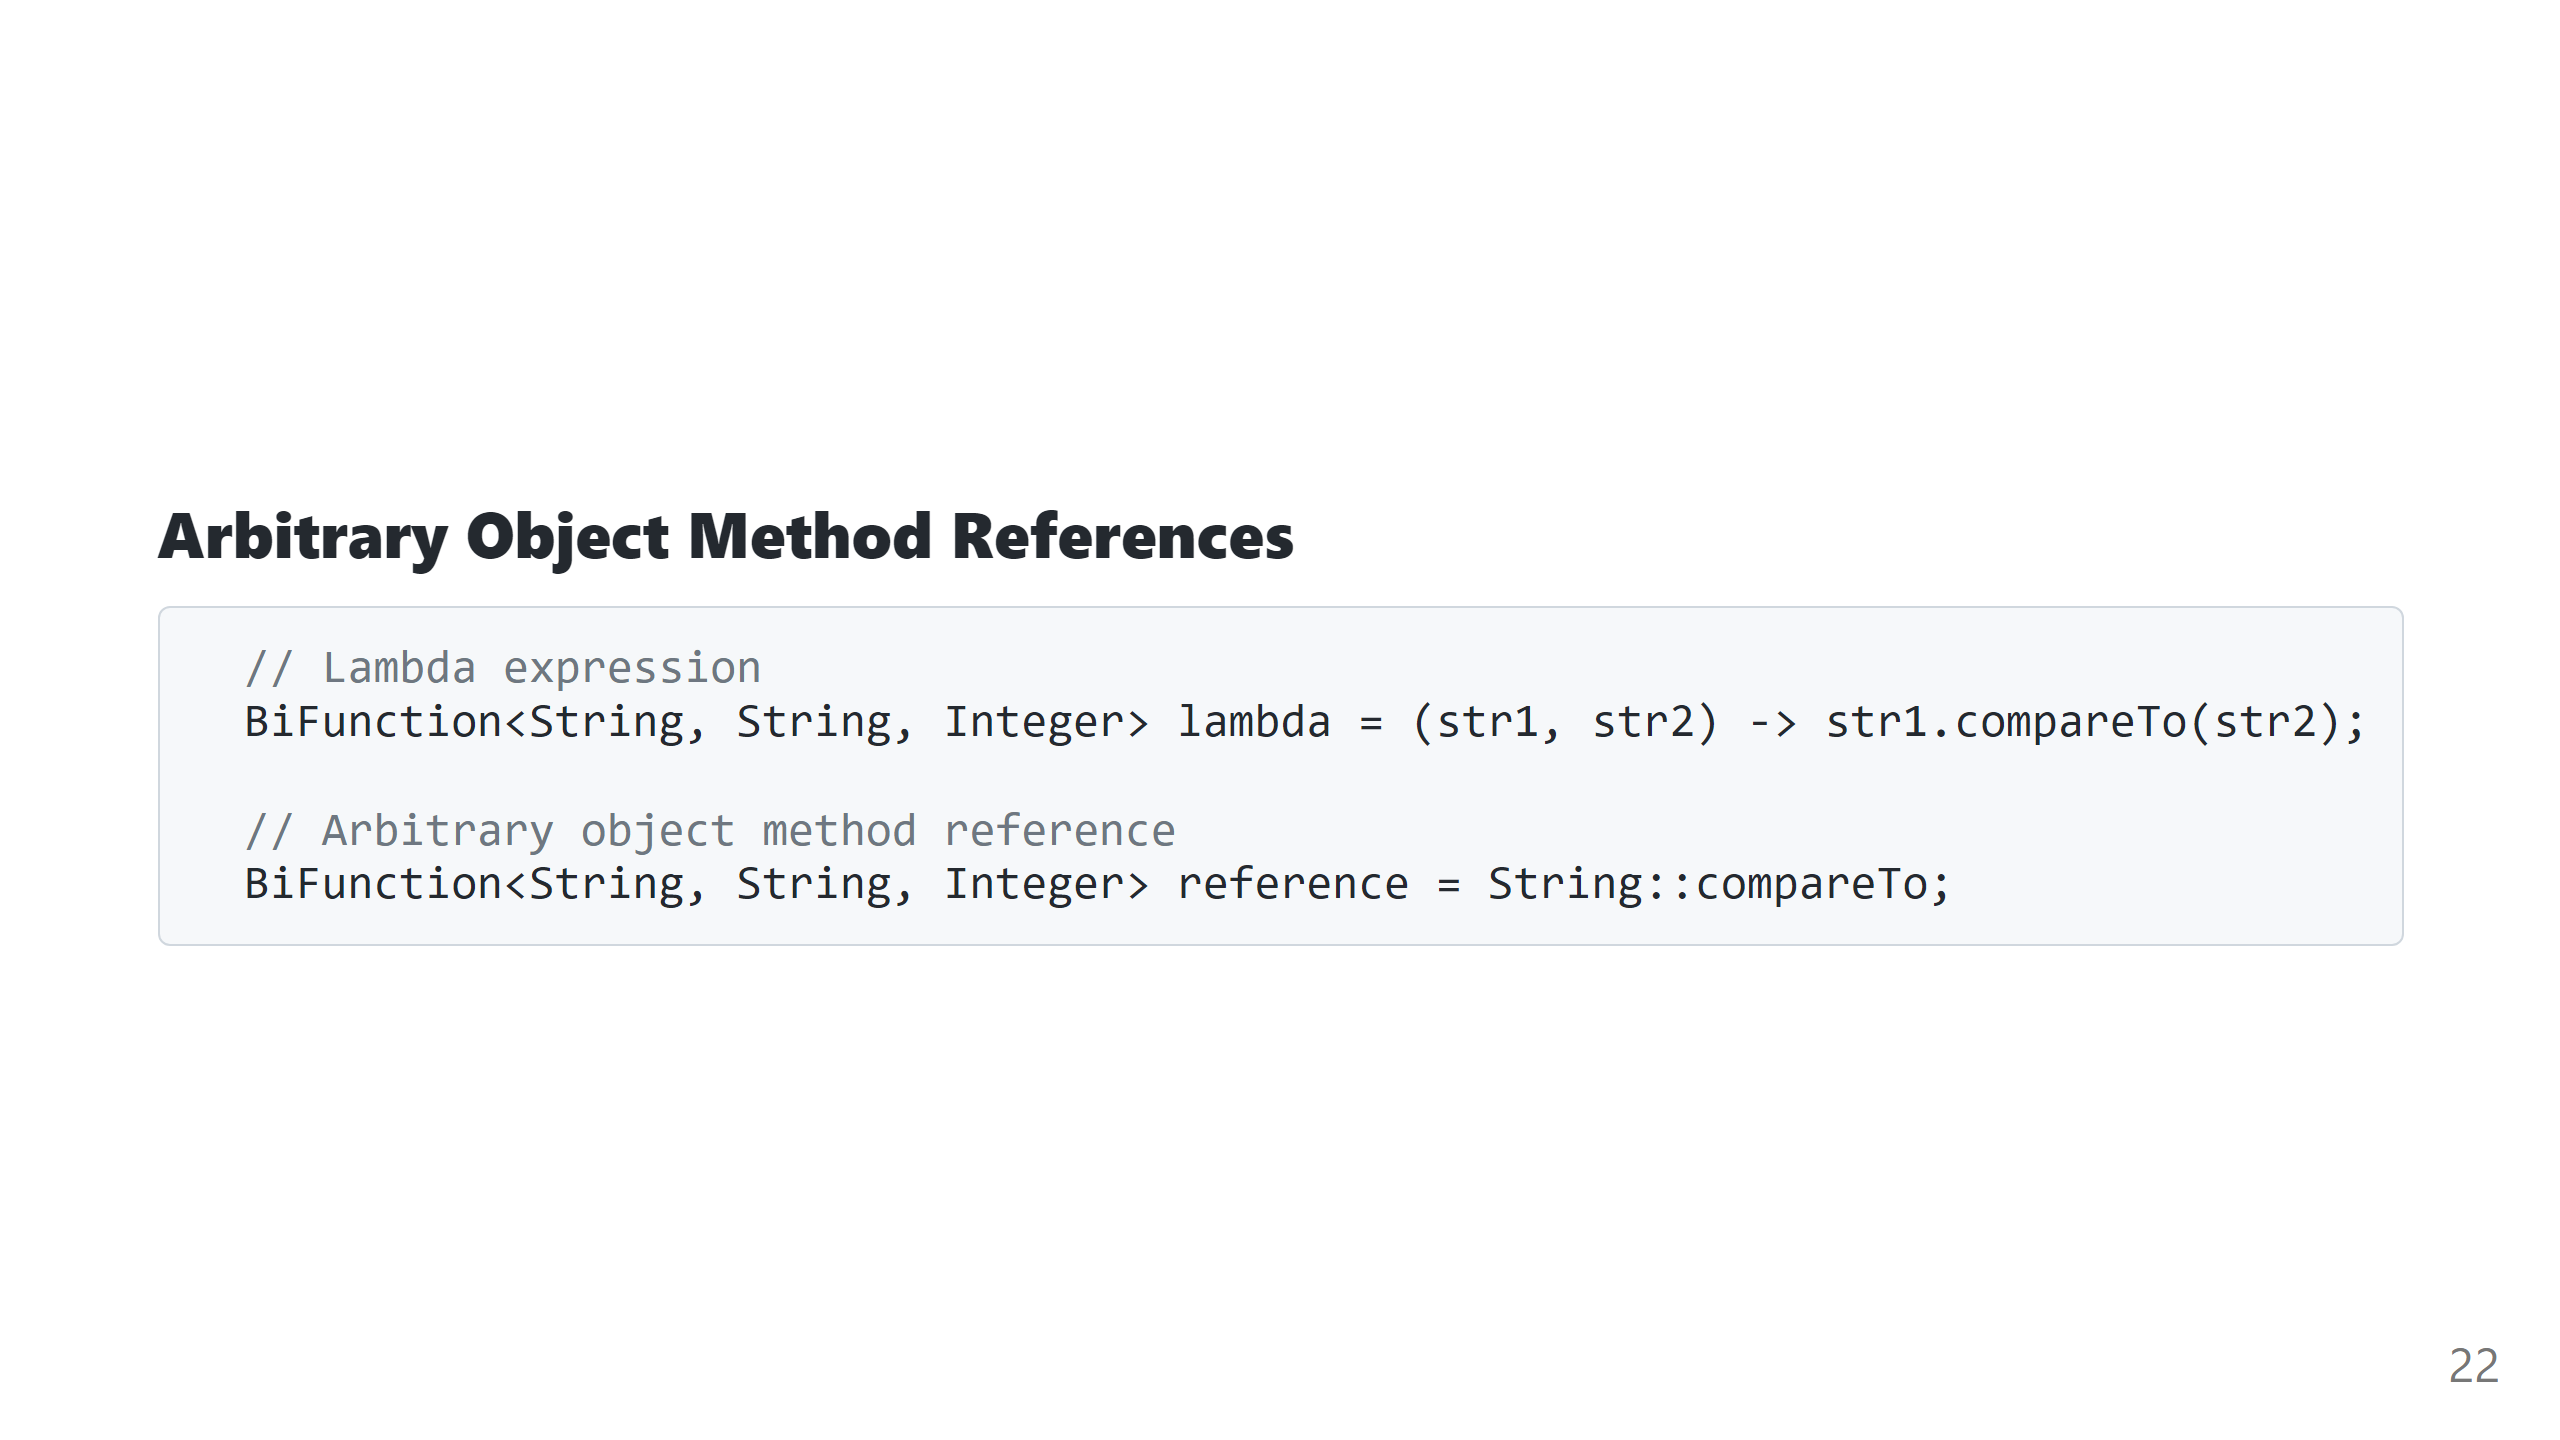 Arbitrary Object Method References
// Lambda expression
BiFunction<String, String, Integer> lambda = (str1, str2) -> str1.compareTo(str2);
// Arbitrary object method reference
BiFunction<String, String, Integer> reference = String::compareTo;
22